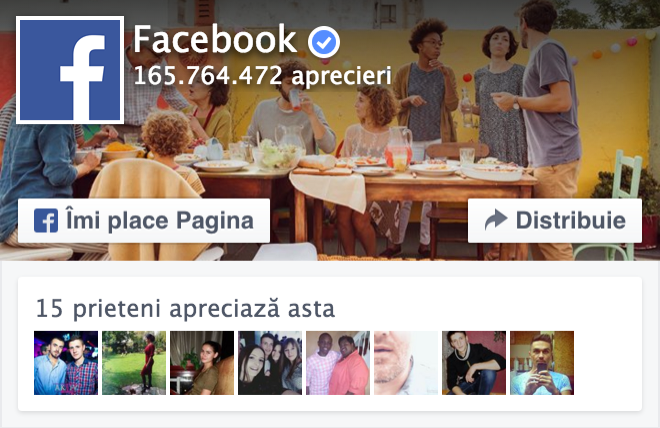 Facebook
165.764.472 aprecieri
Îmi place Pagina
Distribuie
15 prieteni apreciază asta